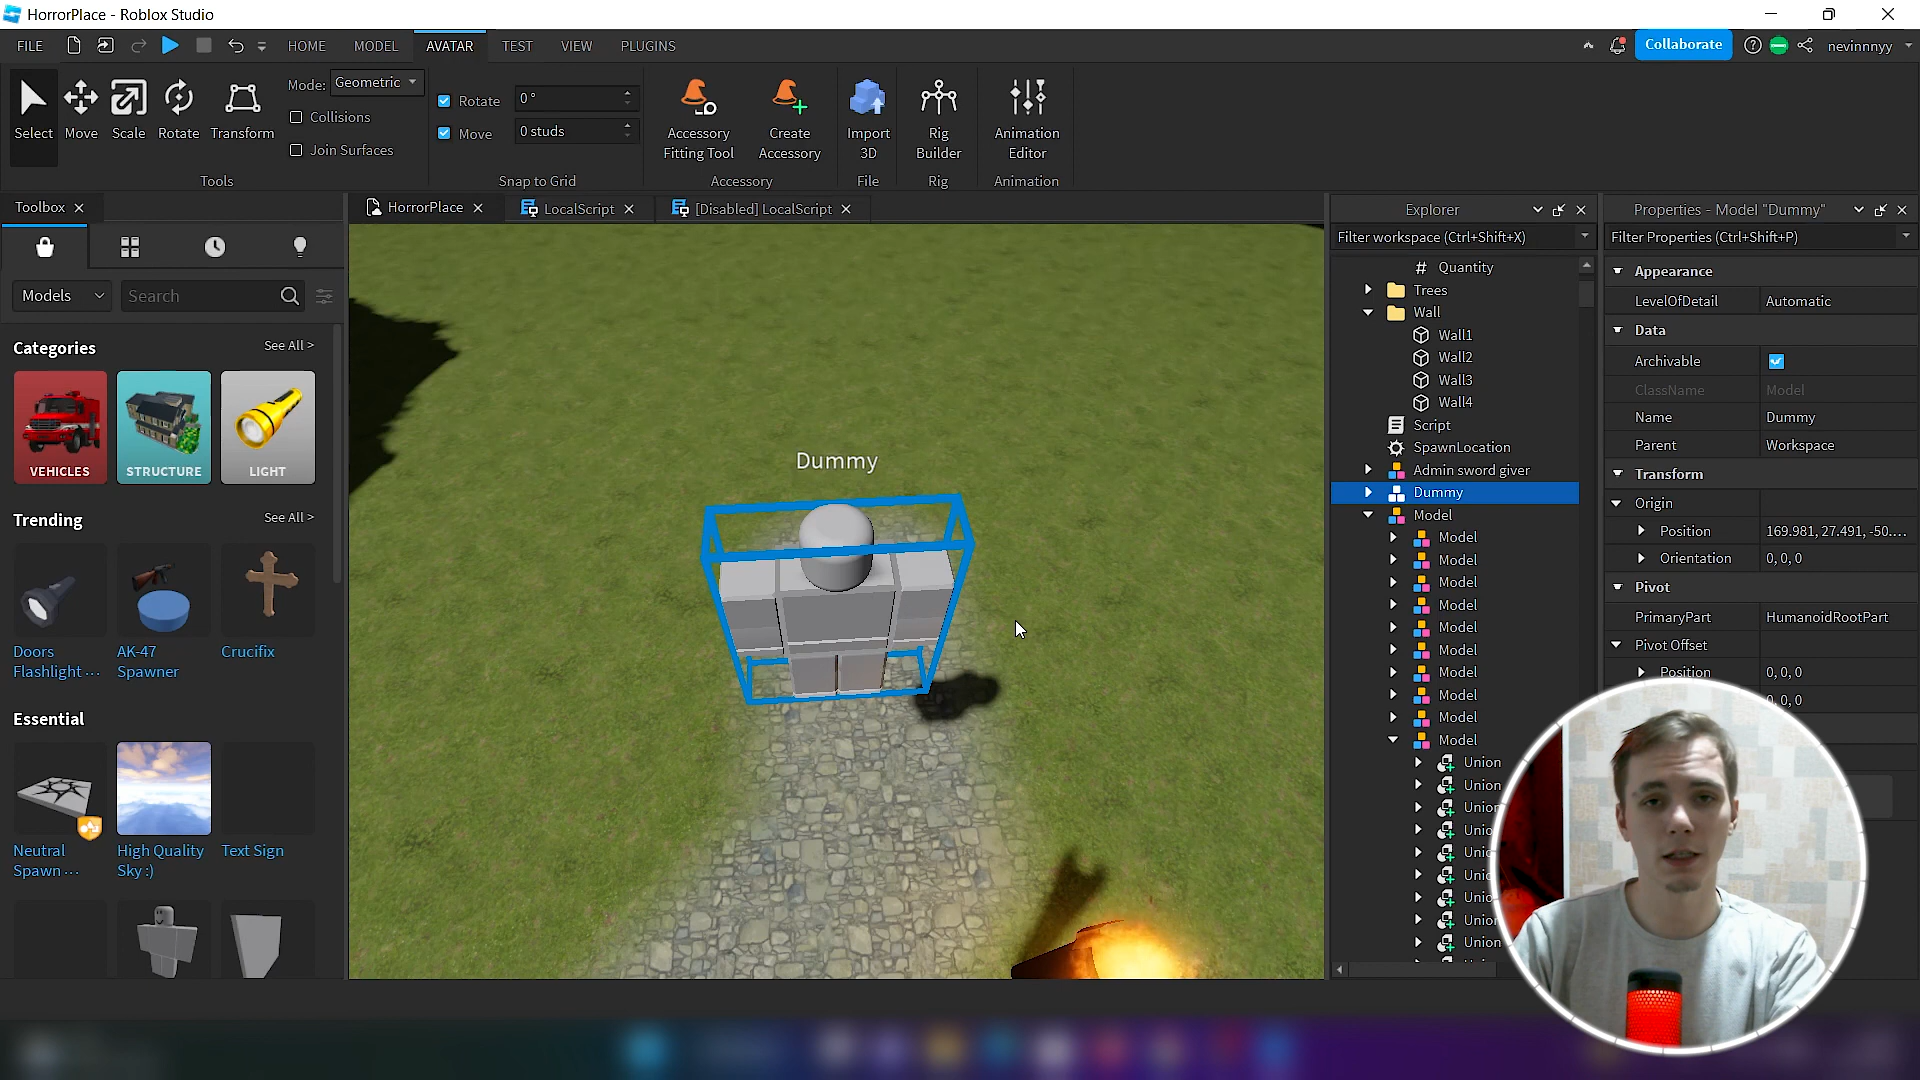 HorrorPlace - Roblox Studio
FILE HOME MODEL AVATAR TEST VIEW PLUGINS Collaborate nevinnnyy
Select Move Scale Rotate Transform
Mode: Geometric
Collisions
Join Surfaces
Tools
Rotate 0 °
Move 0 studs
Snap to Grid
Accessory
Fitting Tool
Create
Accessory
Accessory
Import
3D
File
Rig
Builder
Rig
Animation
Editor
Animation
Toolbox
Models Search
Categories See All >
VEHICLES STRUCTURE LIGHT
Trending See All >
Doors
Flashlight ...
AK-47
Spawner
Crucifix
Essential
Neutral
Spawn ...
High Quality
Sky :)
Text Sign
HorrorPlace LocalScript [Disabled] LocalScript
Dummy
Explorer
Filter workspace (Ctrl+Shift+X)
# Quantity
Trees
Wall
Wall1
Wall2
Wall3
Wall4
Script
SpawnLocation
Admin sword giver
Dummy
Model
Model
Model
Model
Model
Model
Model
Model
Model
Model
Model
Union
Union
Union
Union
Union
Properties - Model "Dummy"
Filter Properties (Ctrl+Shift+P)
Appearance
LevelOfDetail Automatic
Data
Archivable
ClassName Model
Name Dummy
Parent Workspace
Transform
Origin
Position 169.981, 27.491, -50....
Orientation 0, 0, 0
Pivot
PrimaryPart HumanoidRootPart
Pivot Offset
Position 0, 0, 0
0, 0